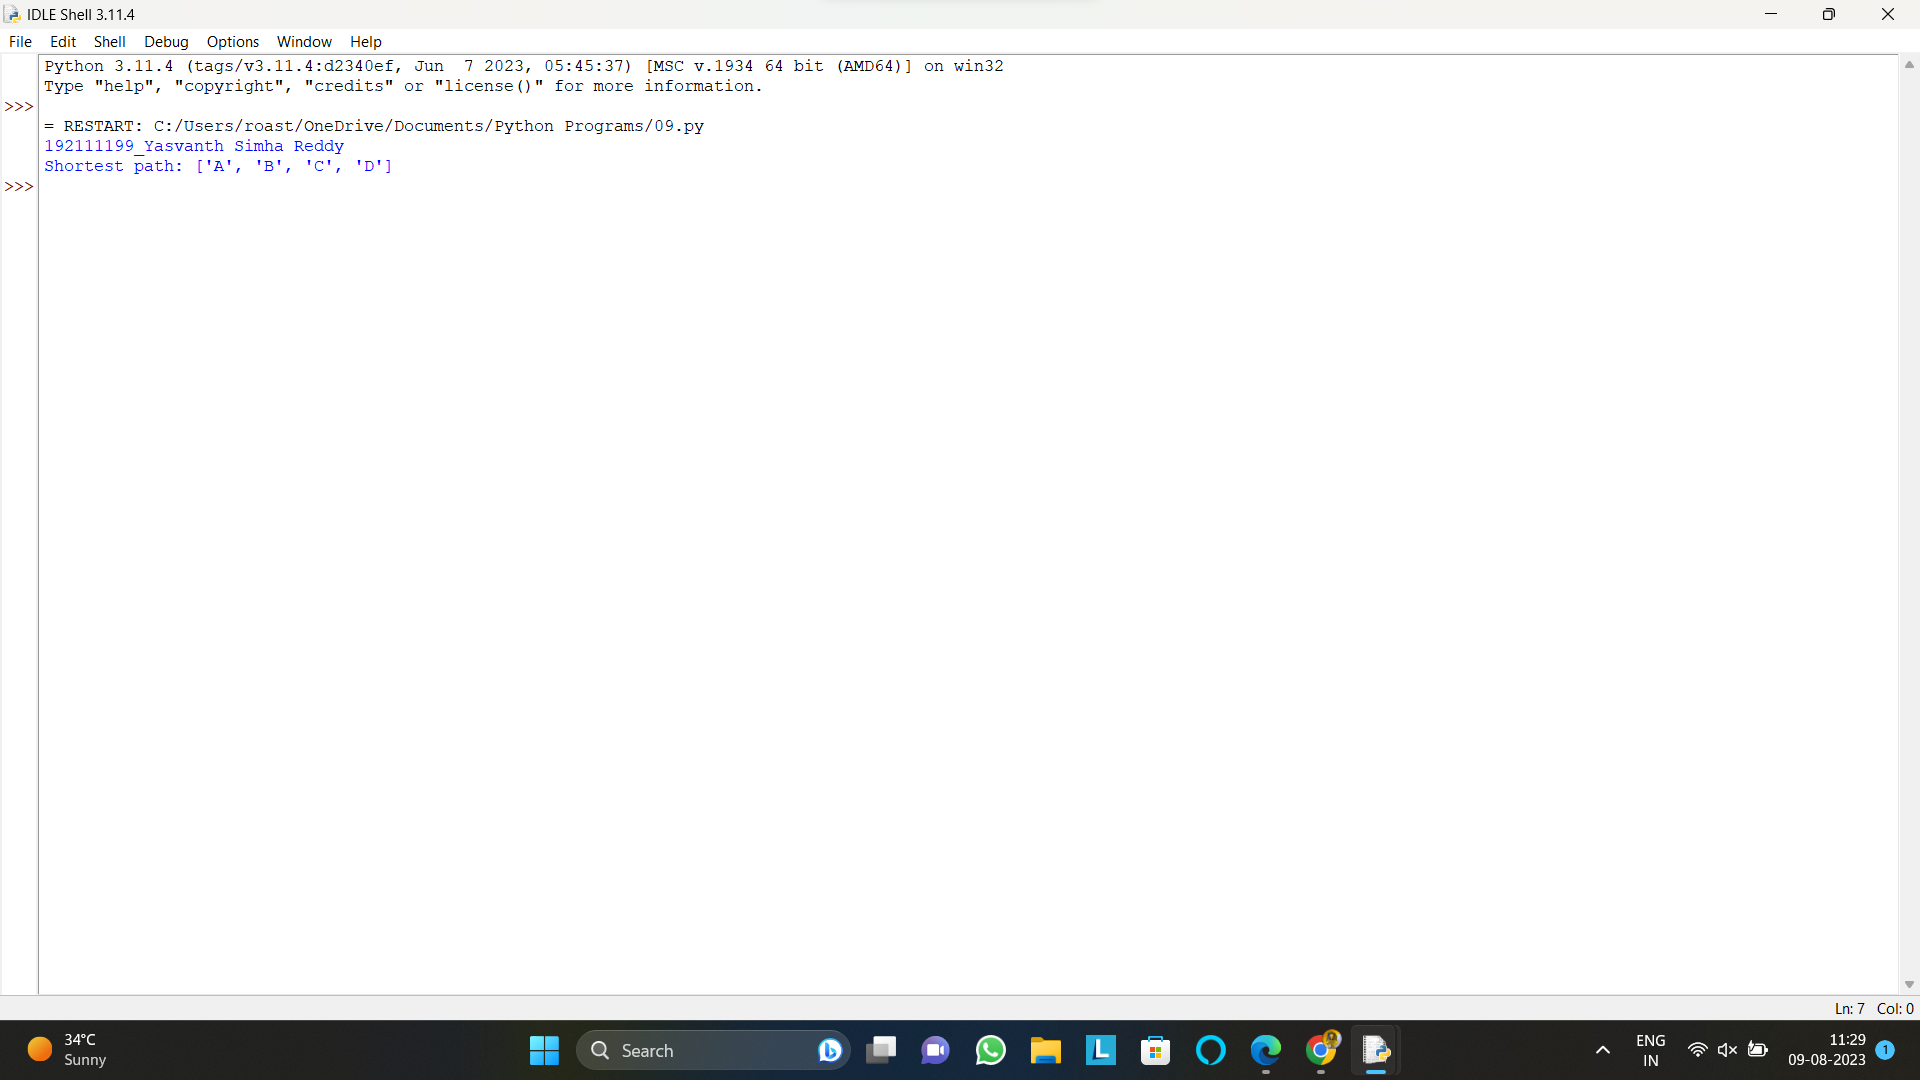 IDLE Shell 3.11.4
File Edit Shell Debug Options Window Help
Python 3.11.4 (tags/v3.11.4:d2340ef, Jun  7 2023, 05:45:37) [MSC v.1934 64 bit (AMD64)] on win32
Type "help", "copyright", "credits" or "license()" for more information.
>>>
= RESTART: C:/Users/roast/OneDrive/Documents/Python Programs/09.py
192111199_Yasvanth Simha Reddy
Shortest path: ['A', 'B', 'C', 'D']
>>>
Ln: 7 Col: 0
34°C
Sunny
Search
L
ENG
IN
11:29
09-08-2023
1